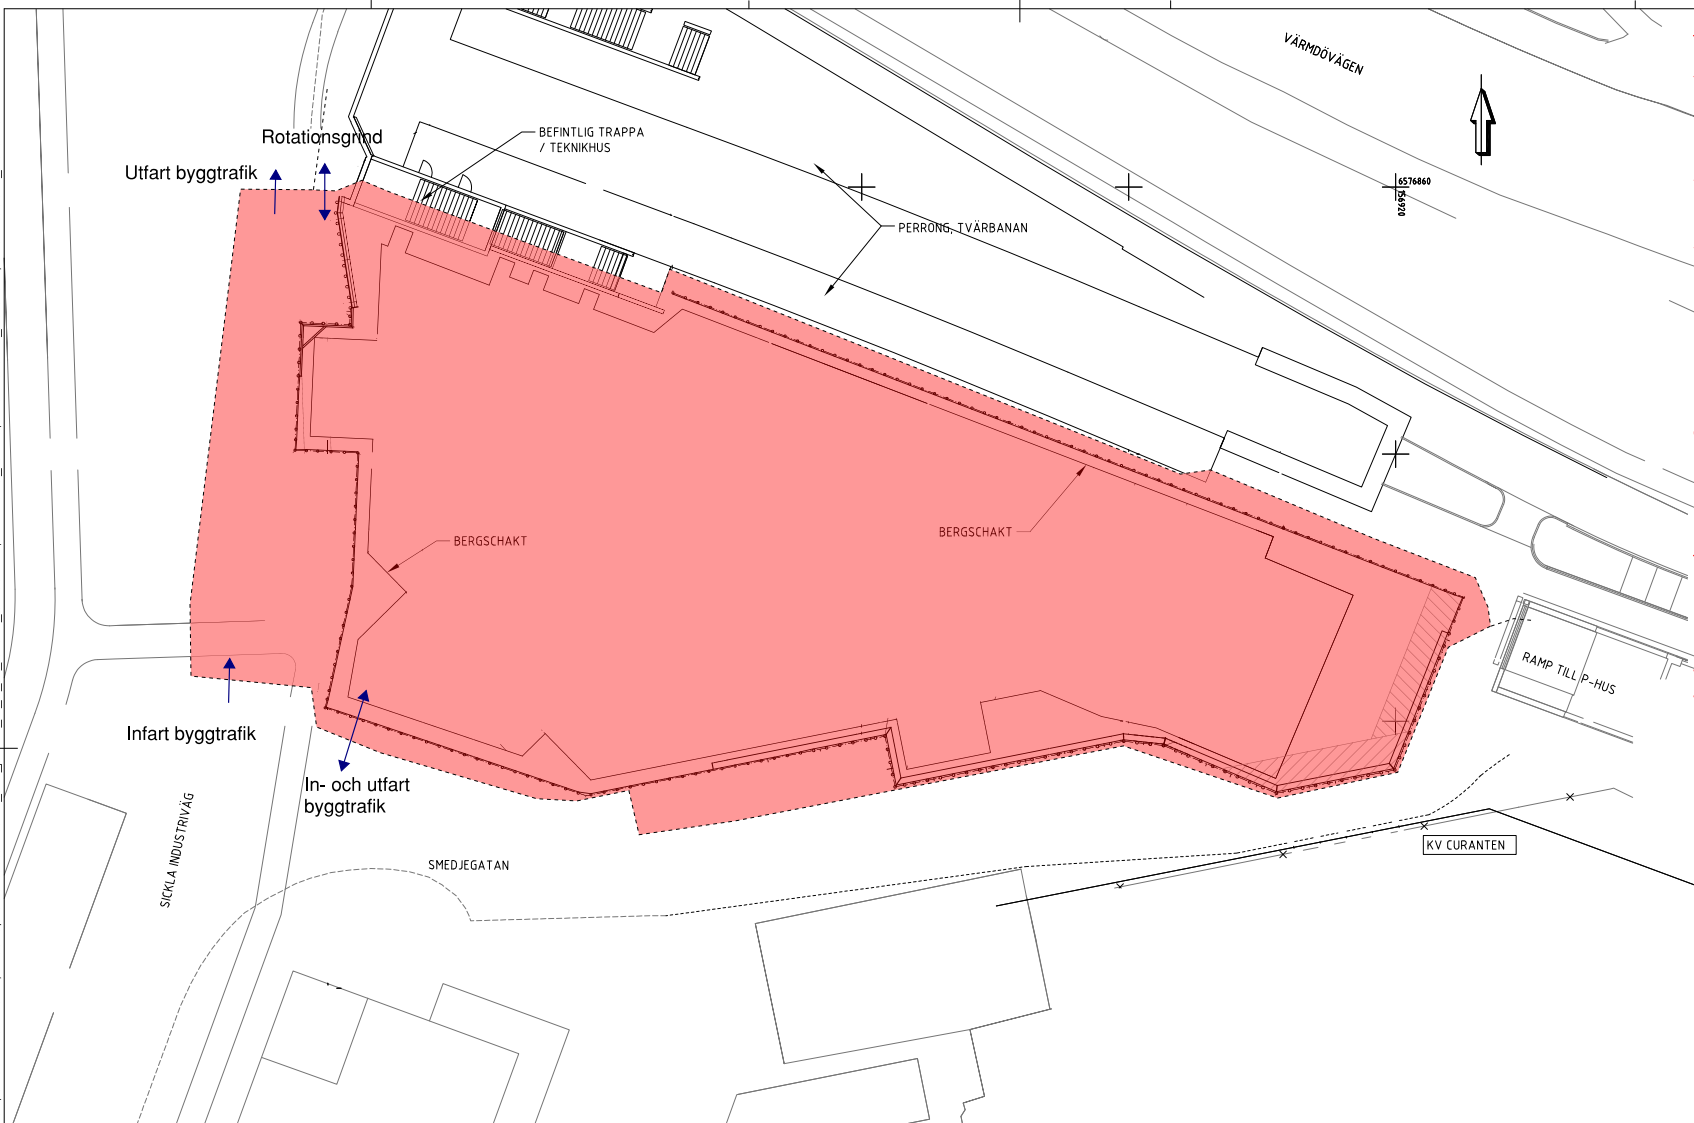 VÄRMDÖVÄGEN
Rotationsgrind
BEFINTLIG TRAPPA
/ TEKNIKHUS
Utfart byggtrafik
6576860
156920
PERRONG, TVÄRBANAN
BERGSCHAKT
BERGSCHAKT
RAMP TILL P-HUS
Infart byggtrafik
In- och utfart
byggtrafik
SICKLA INDUSTRIVÄG
SMEDJEGATAN
KV CURANTEN